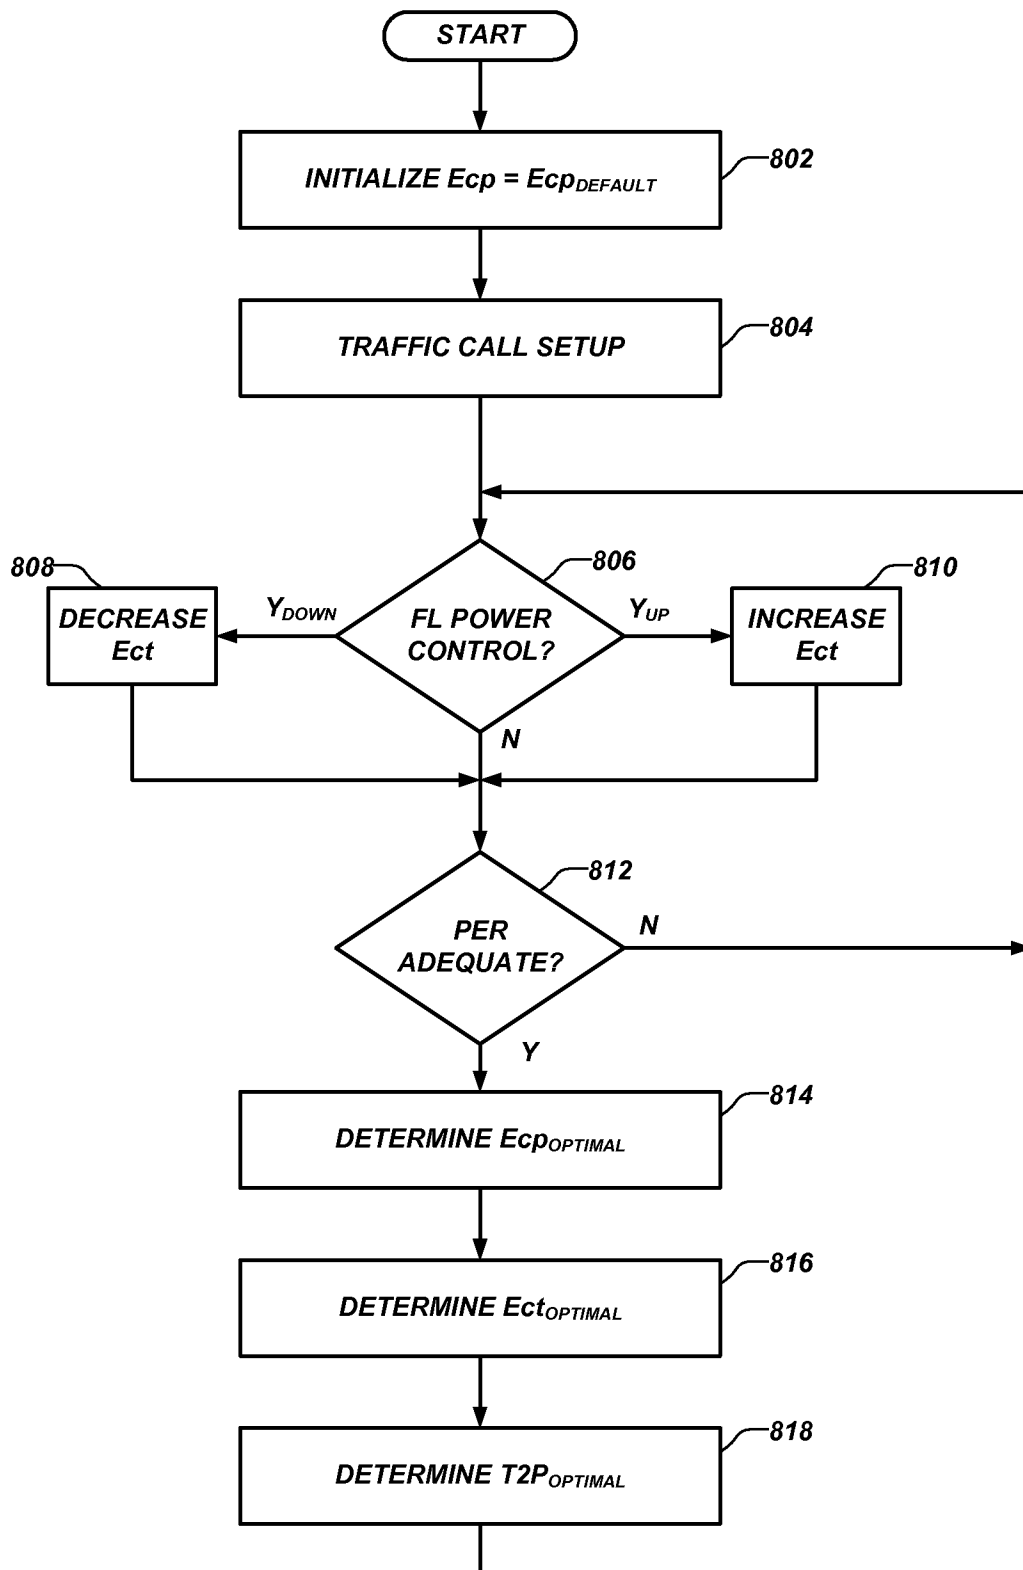 START
INITIALIZE Ecp = EcpDEFAULT
802
TRAFFIC CALL SETUP
804
806
808
810
DECREASE
Ect
YDOWN
FL POWER
CONTROL?
YUP
INCREASE
Ect
N
812
PER
ADEQUATE?
N
Y
DETERMINE EcpOPTIMAL
814
DETERMINE EctOPTIMAL
816
DETERMINE T2POPTIMAL
818